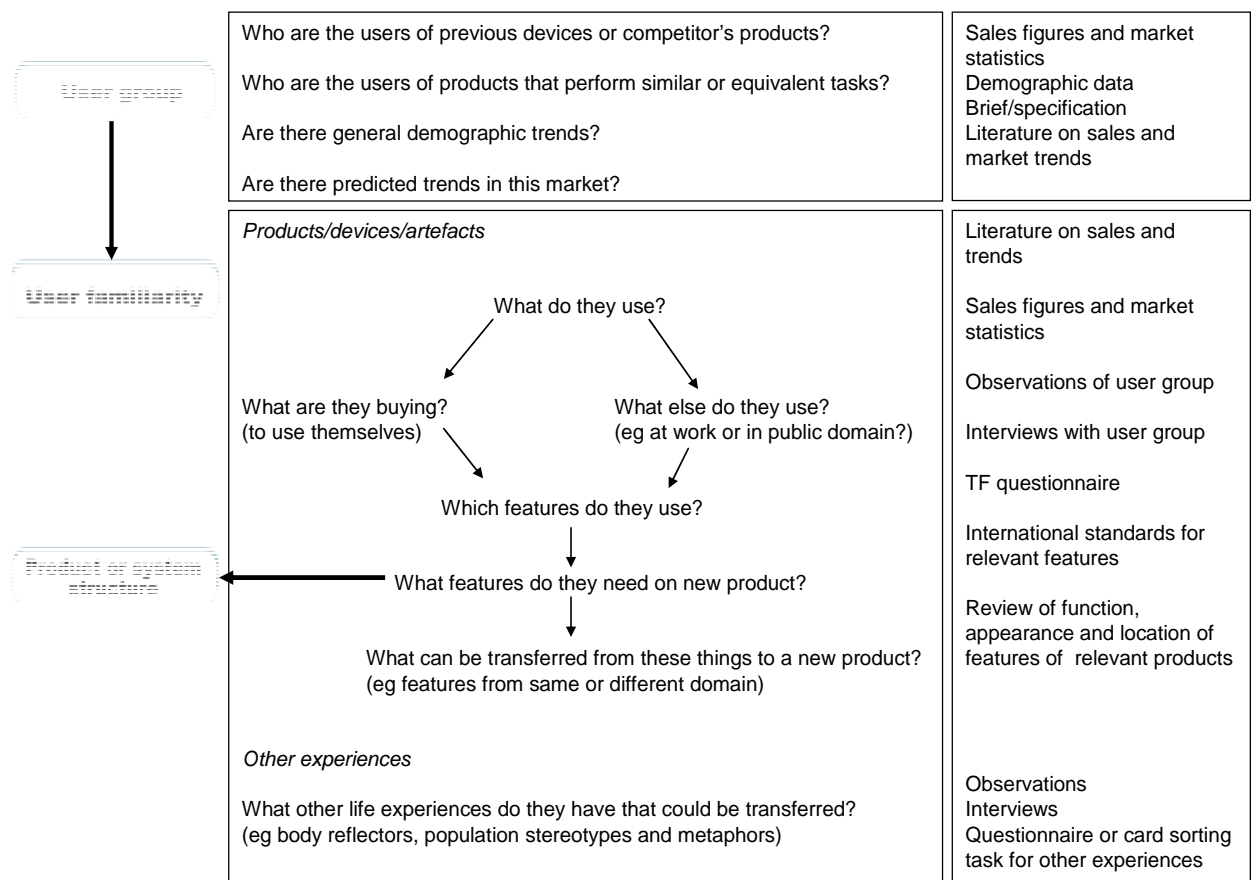 User group
Who are the users of previous devices or competitor's products?
Who are the users of products that perform similar or equivalent tasks?
Are there general demographic trends?
Are there predicted trends in this market?
Sales figures and market
statistics
Demographic data
Brief/specification
Literature on sales and
market trends
User familiarity
Products/devices/artefacts
What do they use?
What are they buying?
(to use themselves)
What else do they use?
(eg at work or in public domain?)
Which features do they use?
What features do they need on new product?
What can be transferred from these things to a new product?
(eg features from same or different domain)
Product or system
structure
Other experiences
What other life experiences do they have that could be transferred?
(eg body reflectors, population stereotypes and metaphors)
Literature on sales and
trends
Sales figures and market
statistics
Observations of user group
Interviews with user group
TF questionnaire
International standards for
relevant features
Review of function,
appearance and location of
features of relevant products
Observations
Interviews
Questionnaire or card sorting
task for other experiences